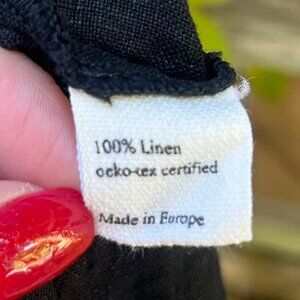 100% Linen
oeko-tex certified
Made in Europe